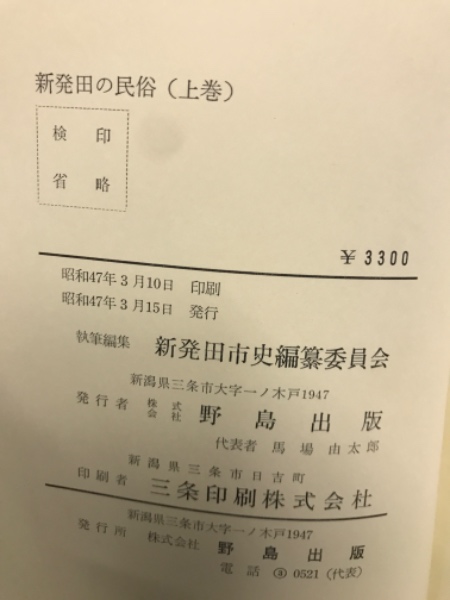 新発田の民俗（上巻）
検印
省略
¥3300
昭和47年3月10日 印刷
昭和47年3月15日 発行
執筆編集 新発田市史編纂委員会
新潟県三条市大字一ノ木戸1947
発行者 株式会社 野島出版
代表者 馬場由太郎
新潟県三条市日吉町
印刷者 三条印刷株式会社
新潟県三条市大字一ノ木戸1947
発行所 株式会社 野島出版
電話 ③ 0521（代表）